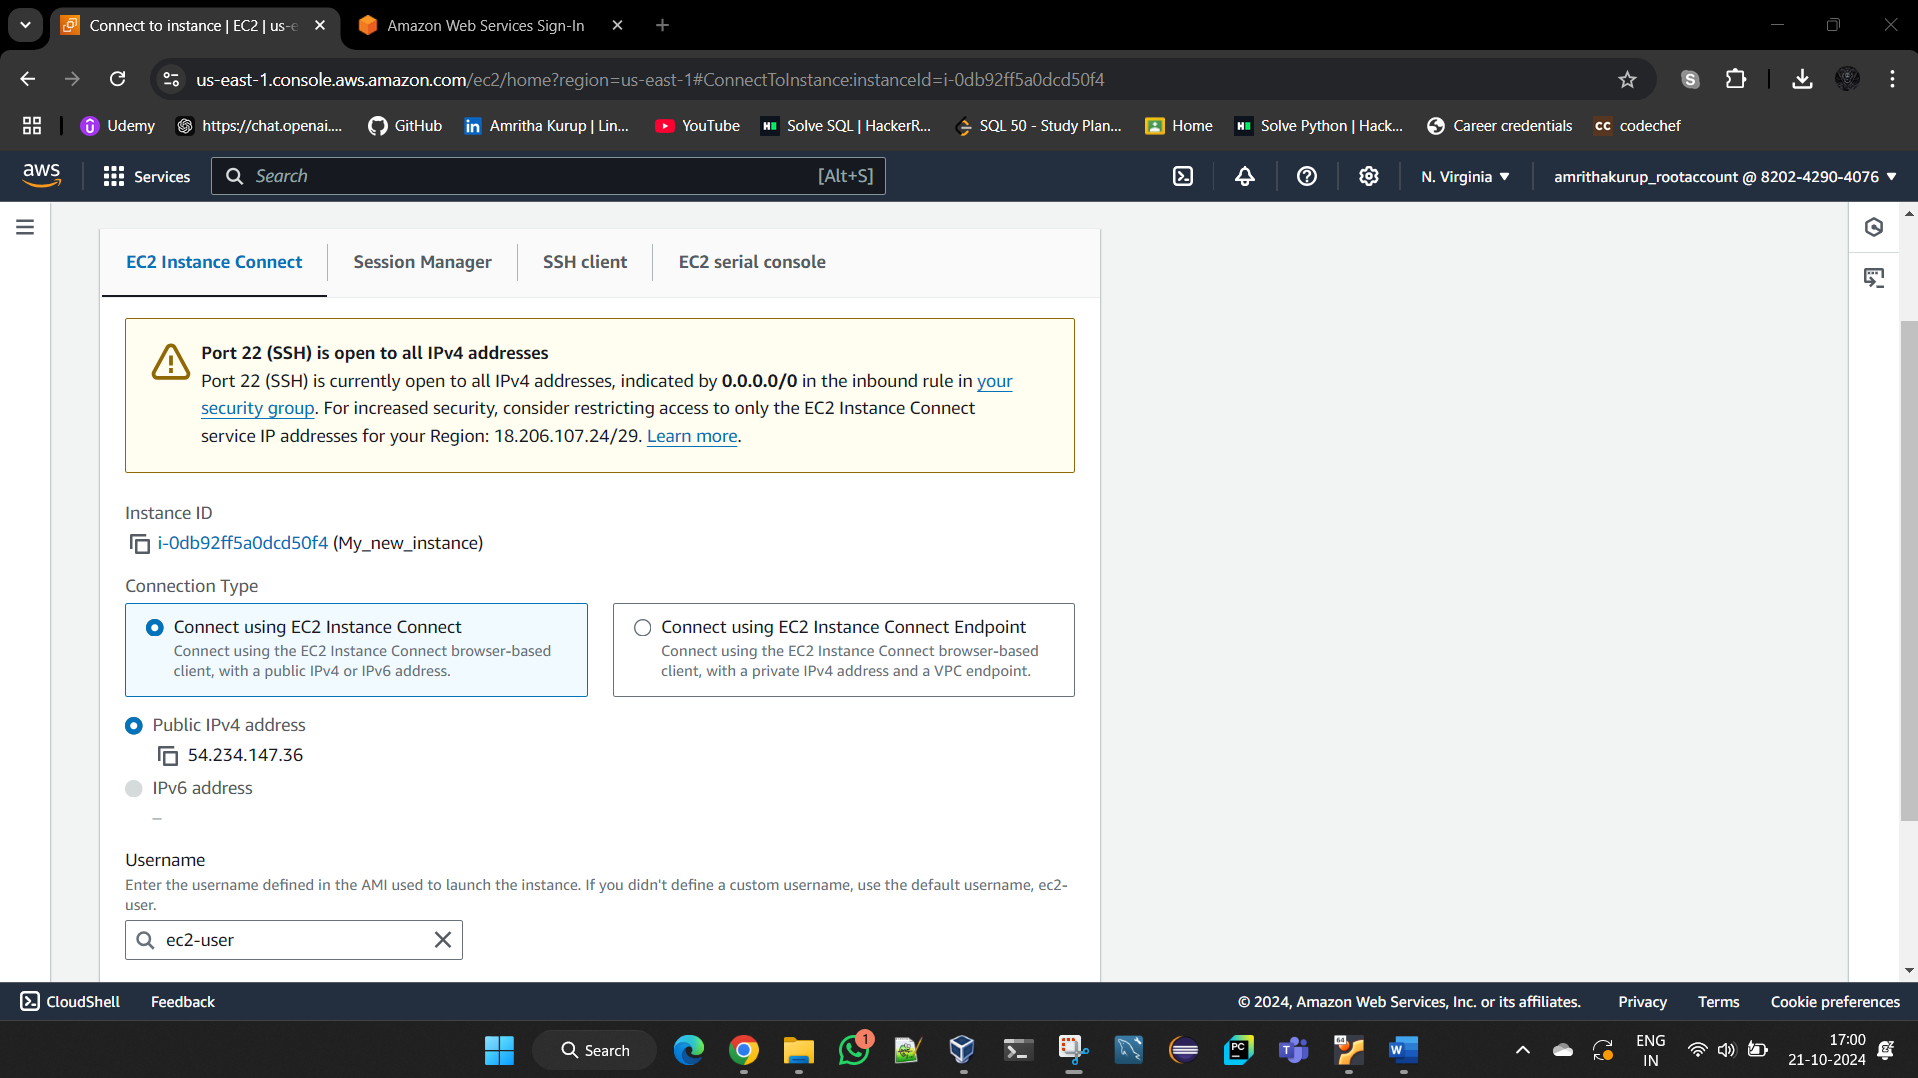 Connect to instance | EC2 | us-e
Amazon Web Services Sign-In
us-east-1.console.aws.amazon.com/ec2/home?region=us-east-1#ConnectToInstance:instanceId=i-0db92ff5a0dcd50f4
Udemy
https://chat.openai....
GitHub
Amritha Kurup | Lin...
YouTube
Solve SQL | HackerR...
SQL 50 - Study Plan...
Home
Solve Python | Hack...
Career credentials
CC codechef
aws
Services
Search
[Alt+S]
N. Virginia
amrithakurup_rootaccount @ 8202-4290-4076
EC2 Instance Connect
Session Manager
SSH client
EC2 serial console
Port 22 (SSH) is open to all IPv4 addresses
Port 22 (SSH) is currently open to all IPv4 addresses, indicated by 0.0.0.0/0 in the inbound rule in your
security group. For increased security, consider restricting access to only the EC2 Instance Connect
service IP addresses for your Region: 18.206.107.24/29. Learn more.
Instance ID
i-0db92ff5a0dcd50f4 (My_new_instance)
Connection Type
Connect using EC2 Instance Connect
Connect using the EC2 Instance Connect browser-based
client, with a public IPv4 or IPv6 address.
Connect using EC2 Instance Connect Endpoint
Connect using the EC2 Instance Connect browser-based
client, with a private IPv4 address and a VPC endpoint.
Public IPv4 address
54.234.147.36
IPv6 address
–
Username
Enter the username defined in the AMI used to launch the instance. If you didn't define a custom username, use the default username, ec2-
user.
ec2-user
CloudShell
Feedback
© 2024, Amazon Web Services, Inc. or its affiliates.
Privacy
Terms
Cookie preferences
Search
1
PC
64
W
ENG
IN
17:00
21-10-2024